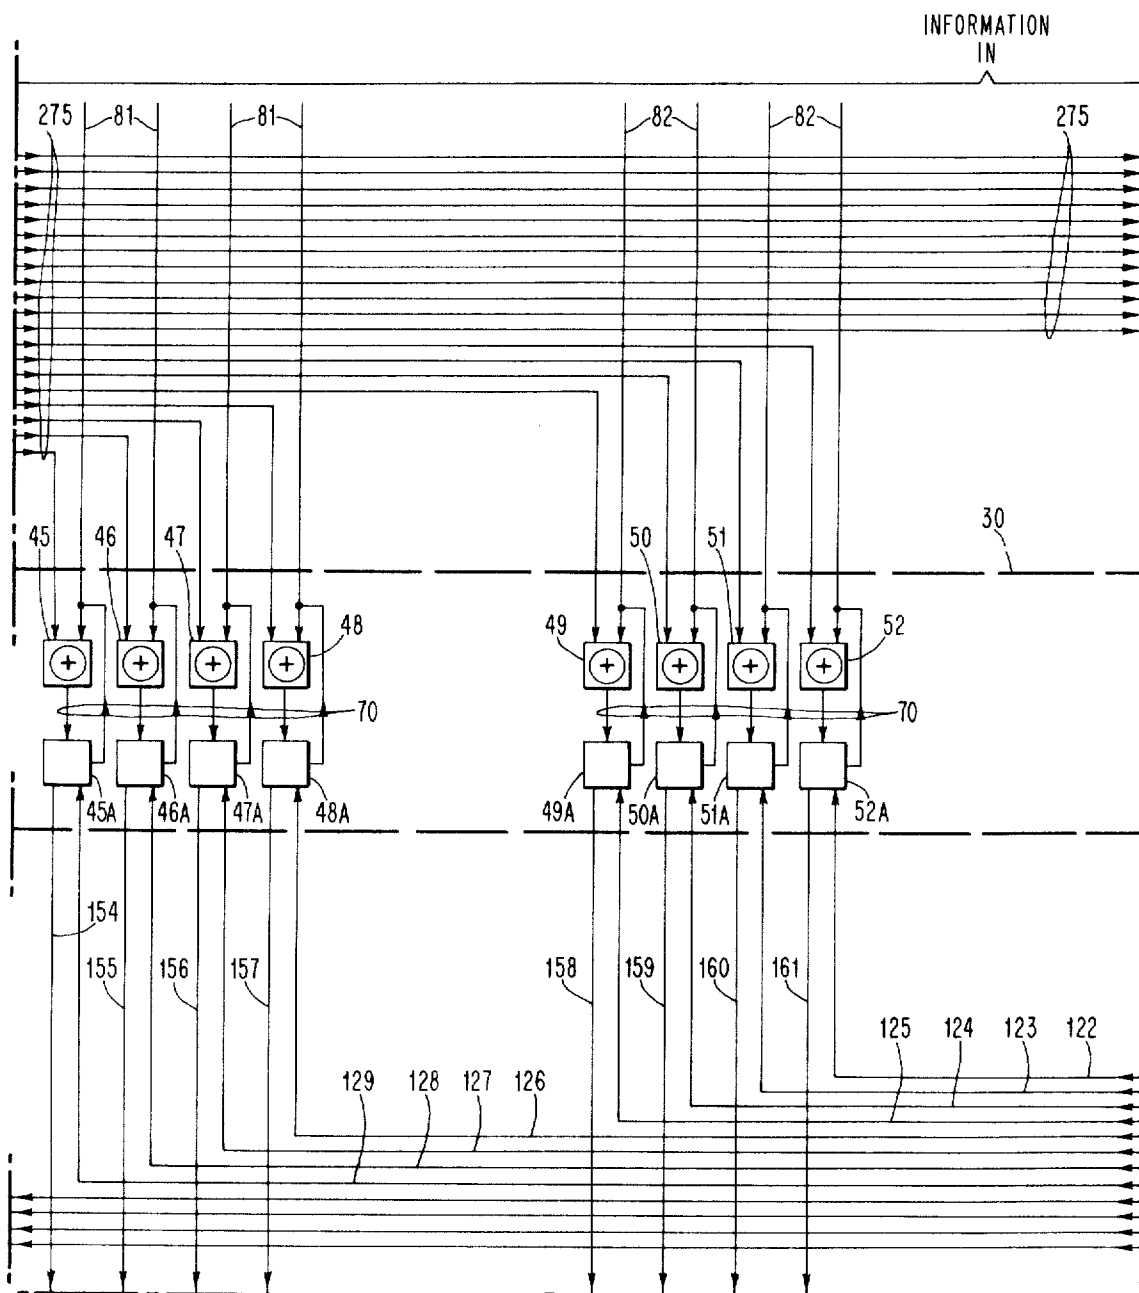 INFORMATION
IN
275 81 81 82 82 275
45 46 47 50 51 30
48 49 52
70 70
45A 46A 47A 48A 49A 50A 51A 52A
154
155 156 157 158 159 160 161
125 124 123 122
129 128 127 126